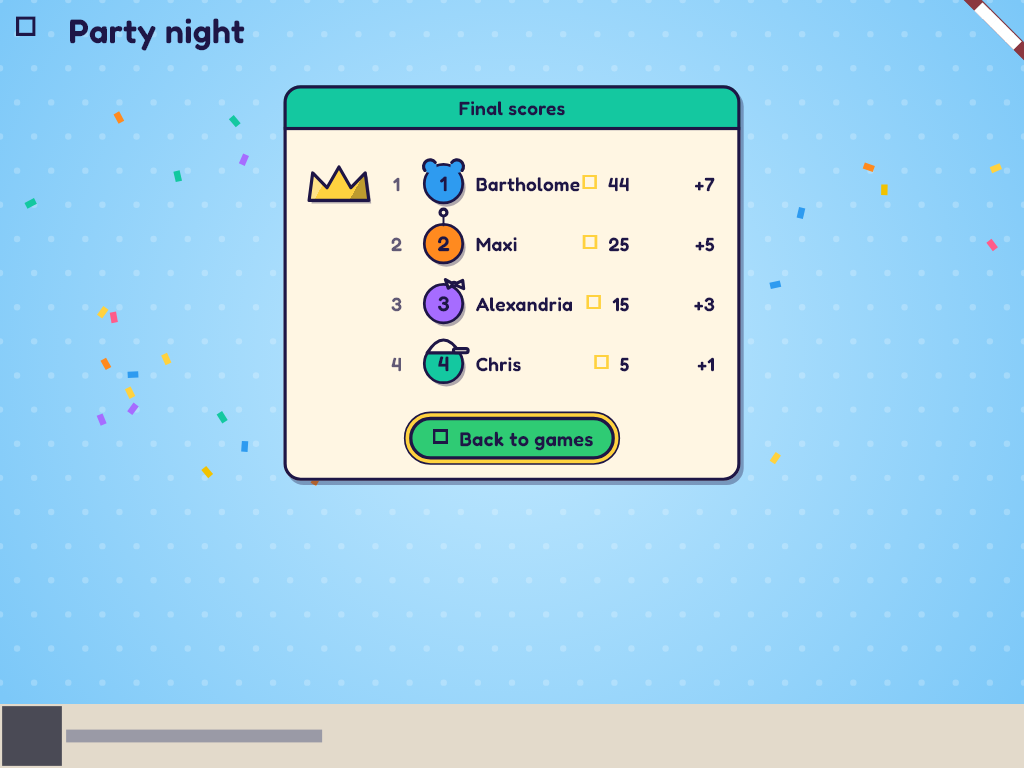 Party night
Final scores
1 1 Bartholome 44 +7
2 2 Maxi 25 +5
3 3 Alexandria 15 +3
4 4 Chris 5 +1
Back to games